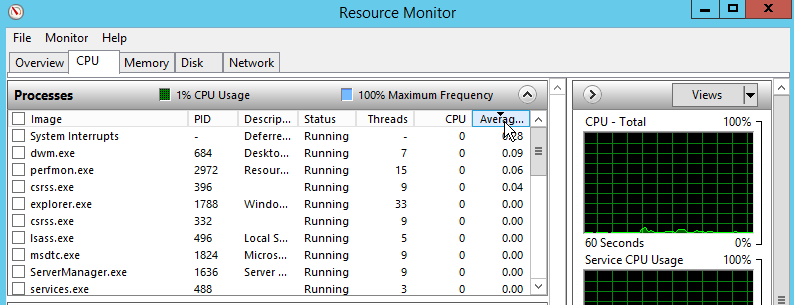 Resource Monitor
File Monitor Help
Overview CPU Memory Disk Network
Processes 1% CPU Usage 100% Maximum Frequency
Views
Image PID Descrip... Status Threads CPU Averag...
System Interrupts - Deferre... Running - 0
dwm.exe 684 Deskto... Running 7 0 0.09
perfmon.exe 2972 Resour... Running 15 0 0.06
csrss.exe 396 Running 9 0 0.04
explorer.exe 1788 Windo... Running 33 0 0.00
csrss.exe 332 Running 9 0 0.00
lsass.exe 496 Local S... Running 5 0 0.00
msdtc.exe 1824 Micros... Running 9 0 0.00
ServerManager.exe 1636 Server ... Running 9 0 0.00
services.exe 488 Running 3 0 0.00
CPU - Total 100%
60 Seconds 0%
Service CPU Usage 100%